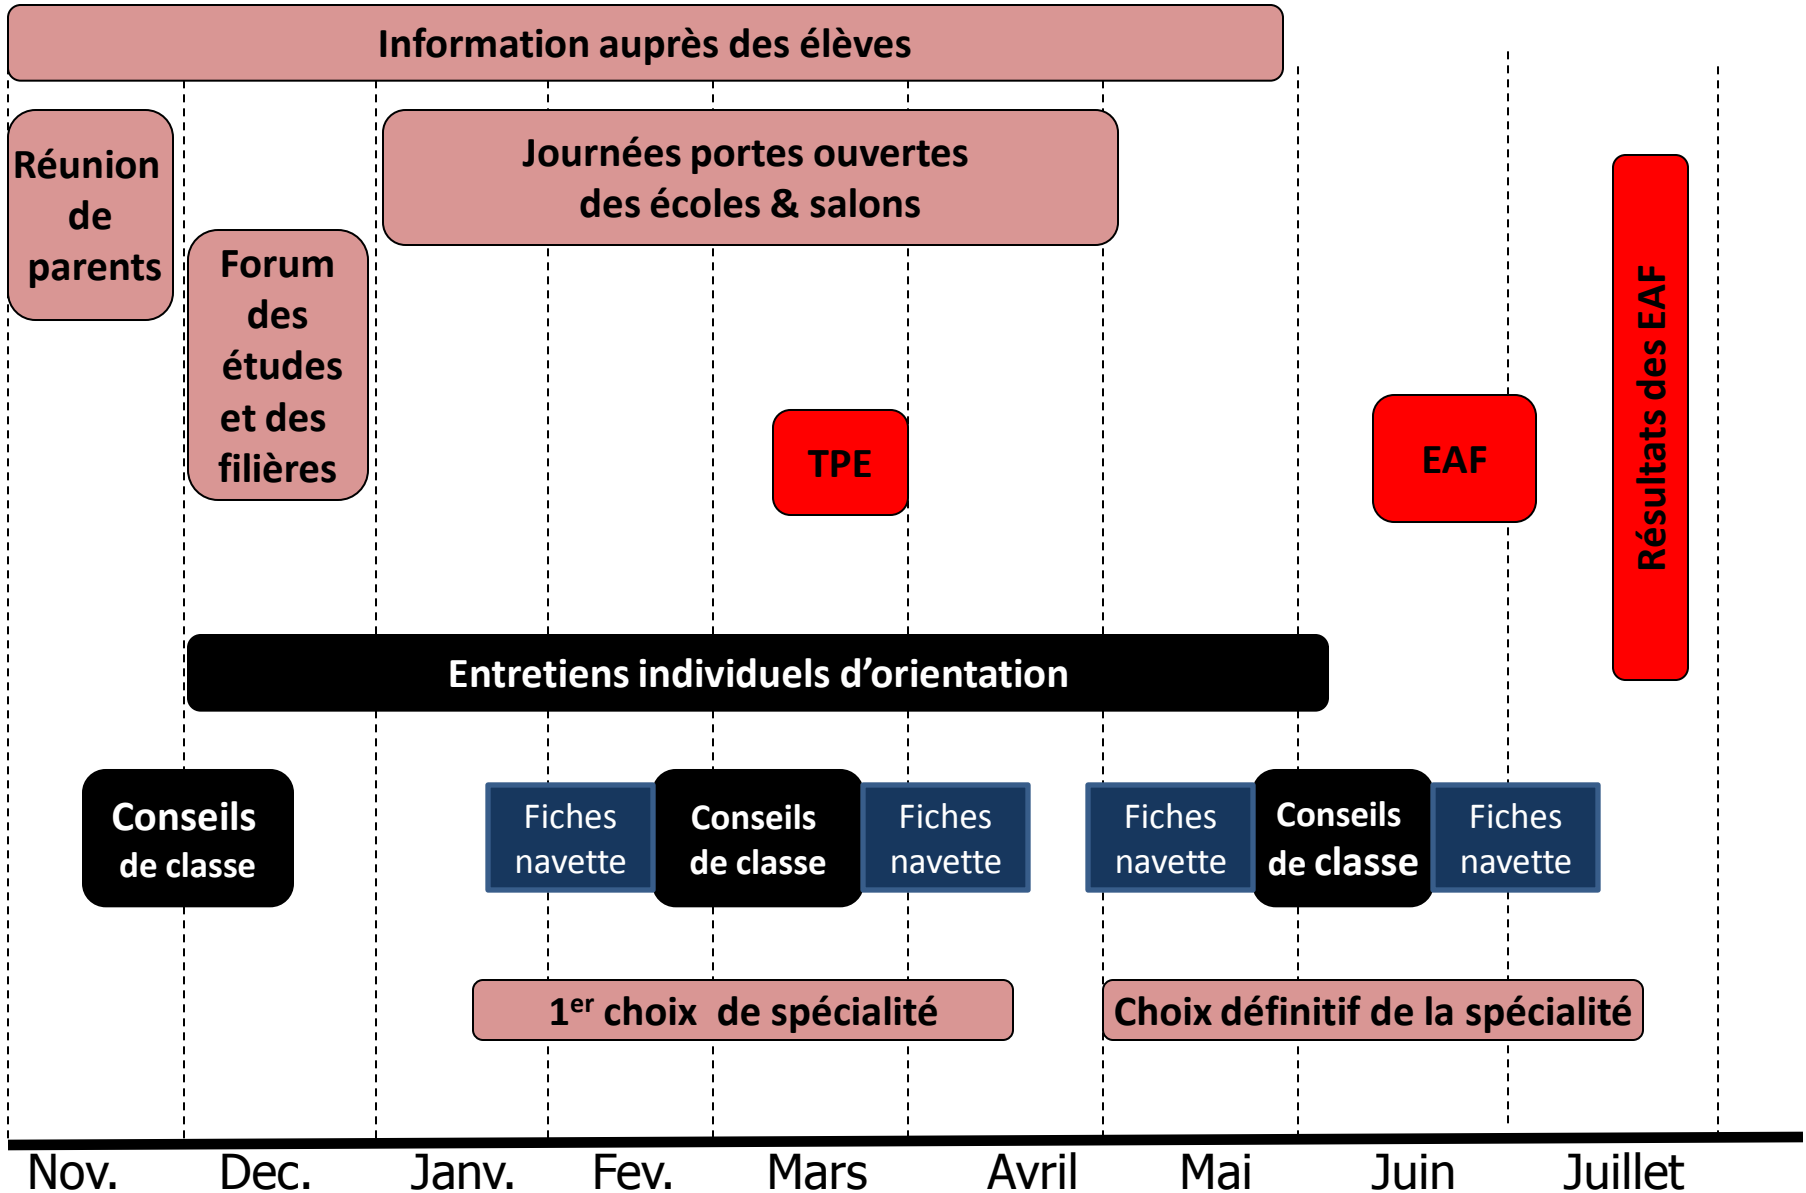 Information auprès des élèves
Réunion
de
parents
Journées portes ouvertes
des écoles & salons
Forum
des
études
et des
filières
TPE
EAF
Résultats des EAF
Entretiens individuels d’orientation
Conseils
de classe
Fiches
navette
Conseils
de classe
Fiches
navette
Fiches
navette
Conseils
de classe
Fiches
navette
1er choix de spécialité
Choix définitif de la spécialité
Nov. Dec. Janv. Fev. Mars Avril Mai Juin Juillet